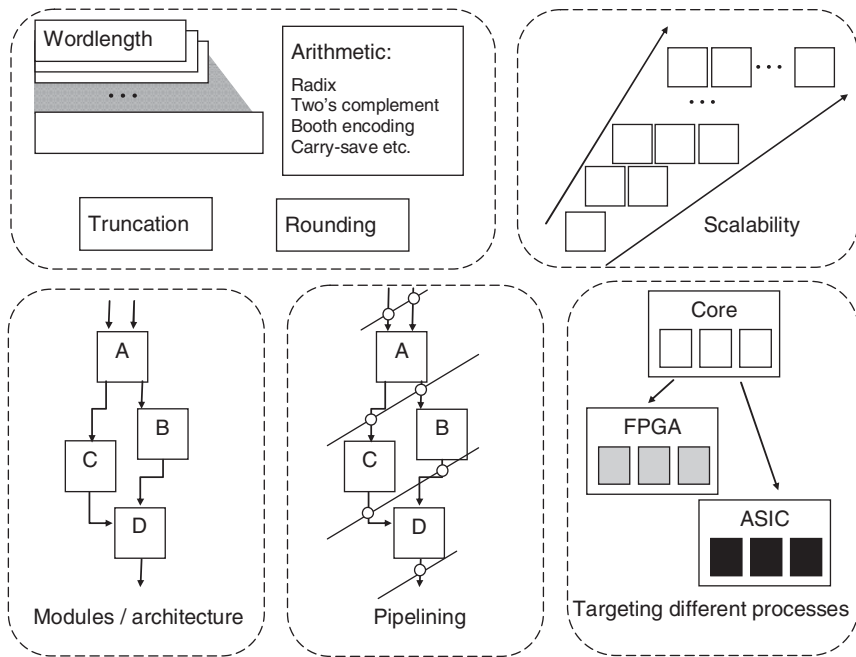 Wordlength
• • •
Arithmetic:
Radix
Two's complement
Booth encoding
Carry-save etc.
Truncation
Rounding
• • •
• • •
Scalability
A
B
C
D
Modules / architecture
A
B
C
D
Pipelining
Core
FPGA
ASIC
Targeting different processes